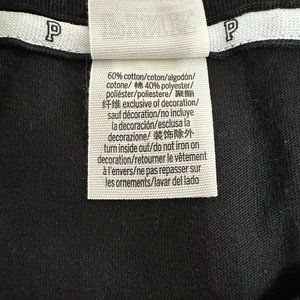 P P
60% cotton/coton/algodón/
cotone/ 棉 40% polyester/
poliéster/poliestere/ 聚酯
纤维 exclusive of decoration/
sauf décoration/no incluye
la decoración/esclusa la
decorazione/ 装饰除外
turn inside out/do not iron on
decoration/retourner le vêtement
à l'envers/ne pas repasser sur
les ornements/lavar del lado